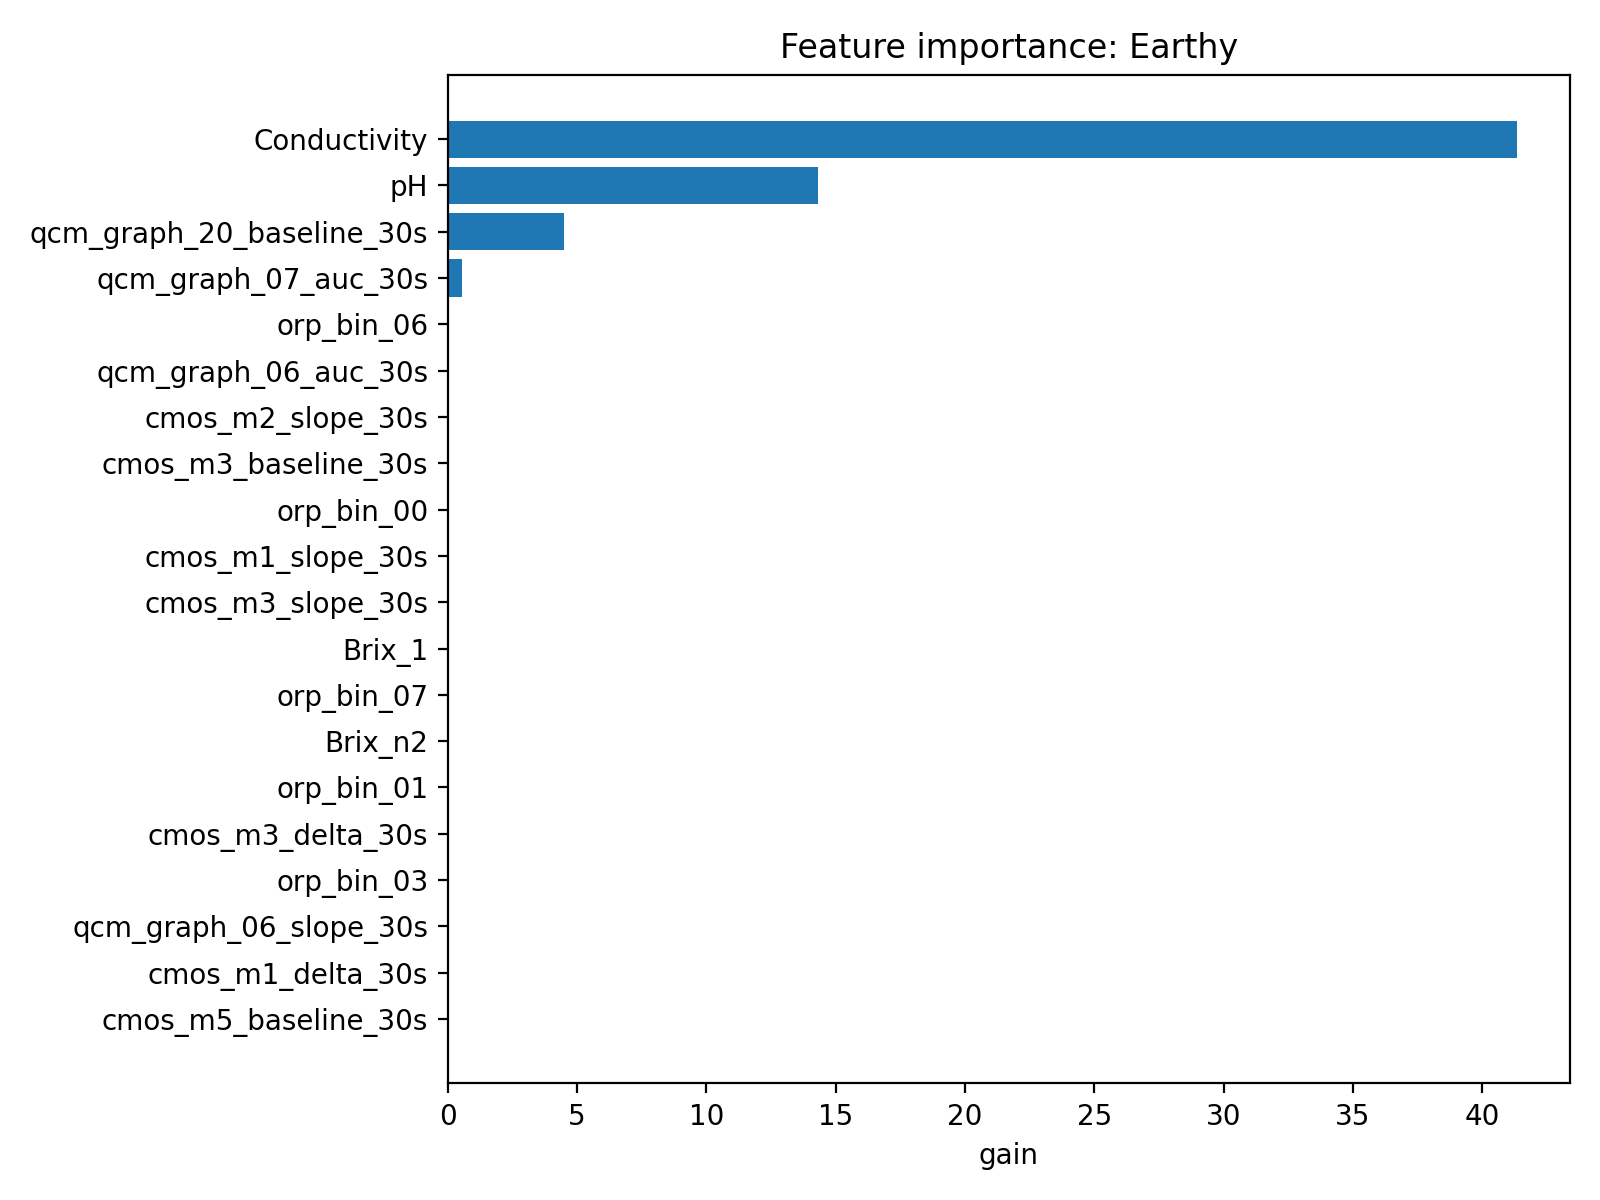 Feature importance: Earthy
Conductivity
pH
qcm_graph_20_baseline_30s
qcm_graph_07_auc_30s
orp_bin_06
qcm_graph_06_auc_30s
cmos_m2_slope_30s
cmos_m3_baseline_30s
orp_bin_00
cmos_m1_slope_30s
cmos_m3_slope_30s
Brix_1
orp_bin_07
Brix_n2
orp_bin_01
cmos_m3_delta_30s
orp_bin_03
qcm_graph_06_slope_30s
cmos_m1_delta_30s
cmos_m5_baseline_30s
0 5 10 15 20 25 30 35 40
gain